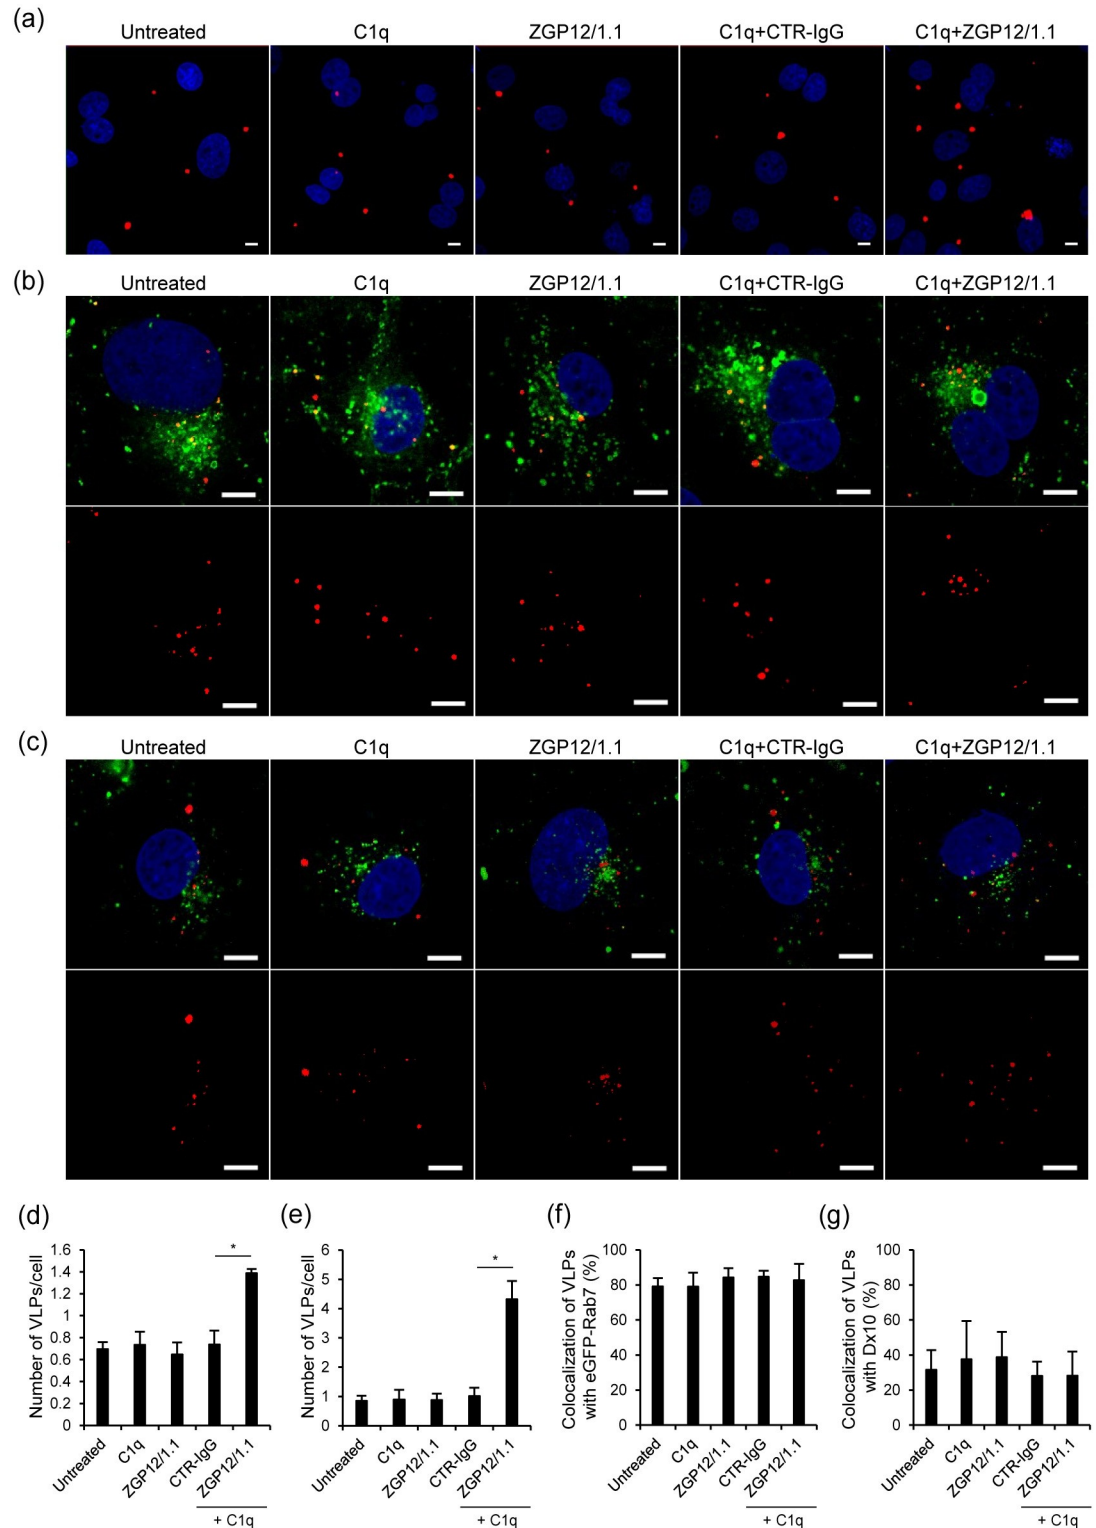 (a)
Untreated C1q ZGP12/1.1 C1q+CTR-IgG C1q+ZGP12/1.1
(b)
Untreated C1q ZGP12/1.1 C1q+CTR-IgG C1q+ZGP12/1.1
(c)
Untreated C1q ZGP12/1.1 C1q+CTR-IgG C1q+ZGP12/1.1
(d)
Number of VLPs/cell
1.6
1.4
1.2
1
0.8
0.6
0.4
0.2
0
*
Untreated
C1q
ZGP12/1.1
CTR-IgG
ZGP12/1.1
+ C1q
(e)
Number of VLPs/cell
6
5
4
3
2
1
0
*
Untreated
C1q
ZGP12/1.1
CTR-IgG
ZGP12/1.1
+ C1q
(f)
Colocalization of VLPs
with eGFP-Rab7 (%)
100
80
60
40
20
0
Untreated
C1q
ZGP12/1.1
CTR-IgG
ZGP12/1.1
+ C1q
(g)
Colocalization of VLPs
with Dx10 (%)
100
80
60
40
20
0
Untreated
C1q
ZGP12/1.1
CTR-IgG
ZGP12/1.1
+ C1q